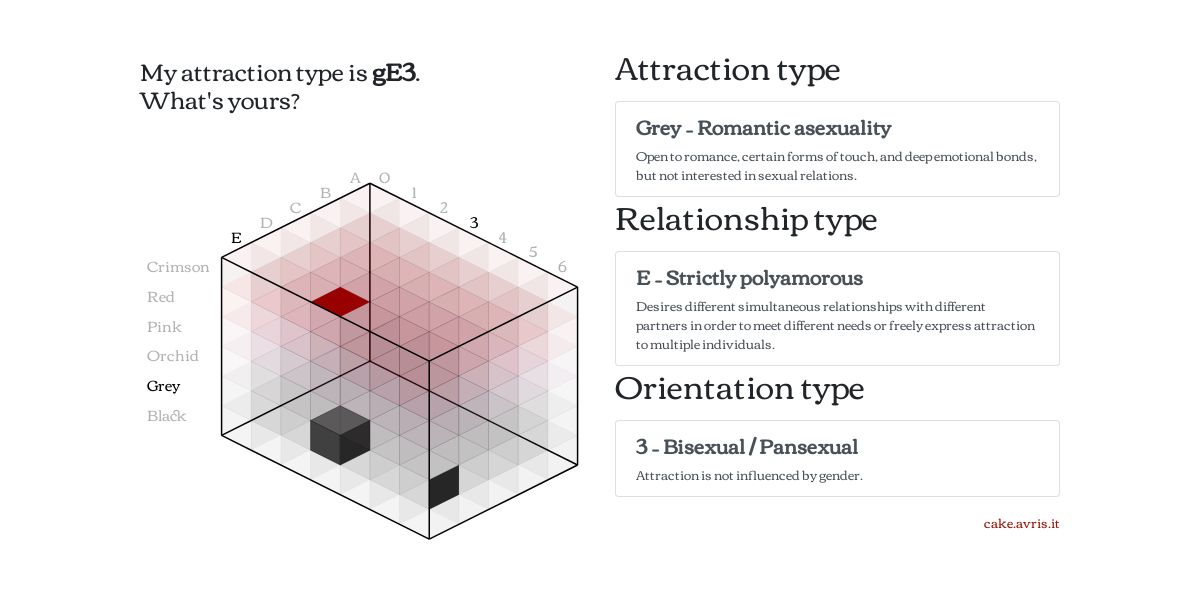 My attraction type is gE3.
What's yours?
A O
B 1
C 2
D 3
E 4
5
6
Crimson
Red
Pink
Orchid
Grey
Black
Attraction type
Grey – Romantic asexuality
Open to romance, certain forms of touch, and deep emotional bonds,
but not interested in sexual relations.
Relationship type
E – Strictly polyamorous
Desires different simultaneous relationships with different
partners in order to meet different needs or freely express attraction
to multiple individuals.
Orientation type
3 – Bisexual / Pansexual
Attraction is not influenced by gender.
cake.avris.it